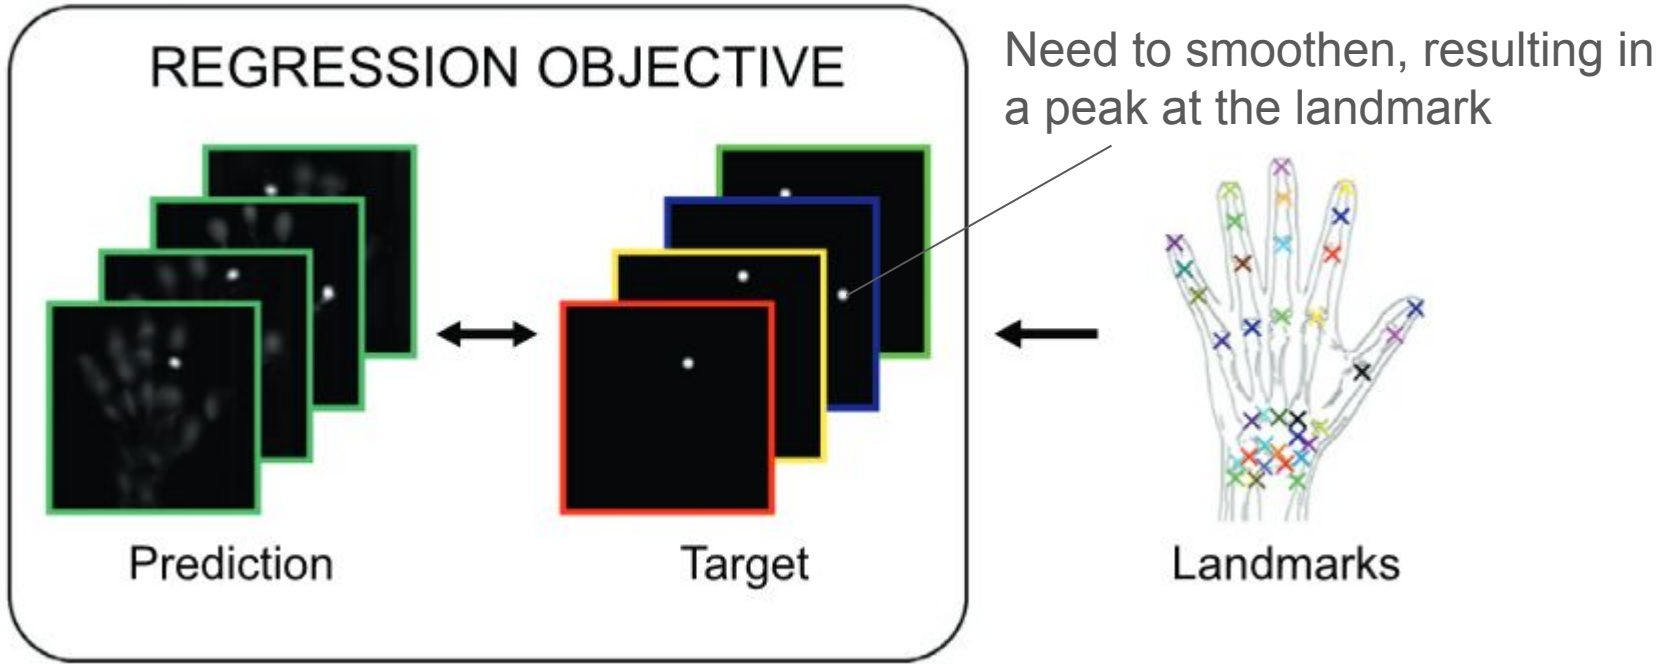 REGRESSION OBJECTIVE
Need to smoothen, resulting in
a peak at the landmark
Prediction
Target
Landmarks